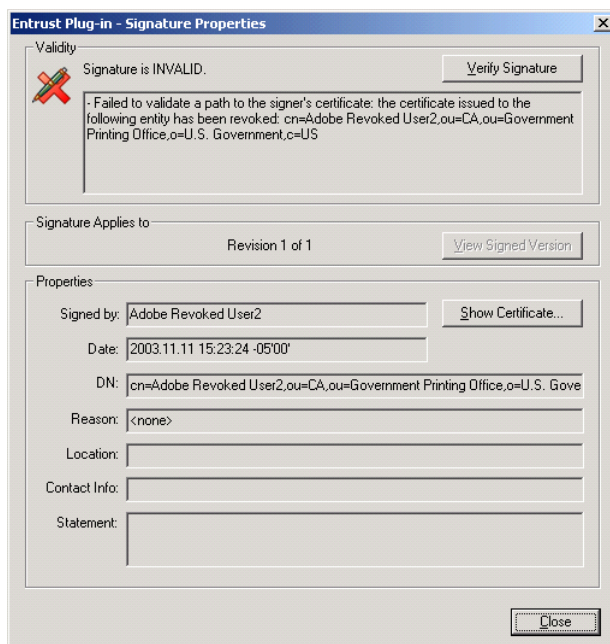 Entrust Plug-in - Signature Properties
Validity
Signature is INVALID.
Verify Signature
- Failed to validate a path to the signer's certificate: the certificate issued to the
following entity has been revoked: cn=Adobe Revoked User2,ou=CA,ou=Government
Printing Office,o=U.S. Government,c=US
Signature Applies to
Revision 1 of 1
View Signed Version
Properties
Signed by: Adobe Revoked User2
Show Certificate...
Date: 2003.11.11 15:23:24 -05'00'
DN: cn=Adobe Revoked User2,ou=CA,ou=Government Printing Office,o=U.S. Gove
Reason: <none>
Location:
Contact Info:
Statement:
Close